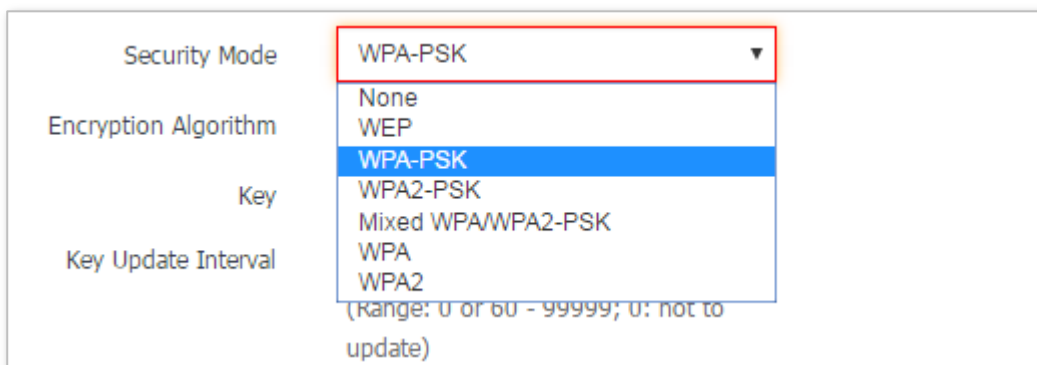 Security Mode WPA-PSK
None
Encryption Algorithm WEP
WPA-PSK
Key WPA2-PSK
Mixed WPA/WPA2-PSK
Key Update Interval WPA
WPA2
(Range: 0 or 60 - 99999; 0: not to
update)